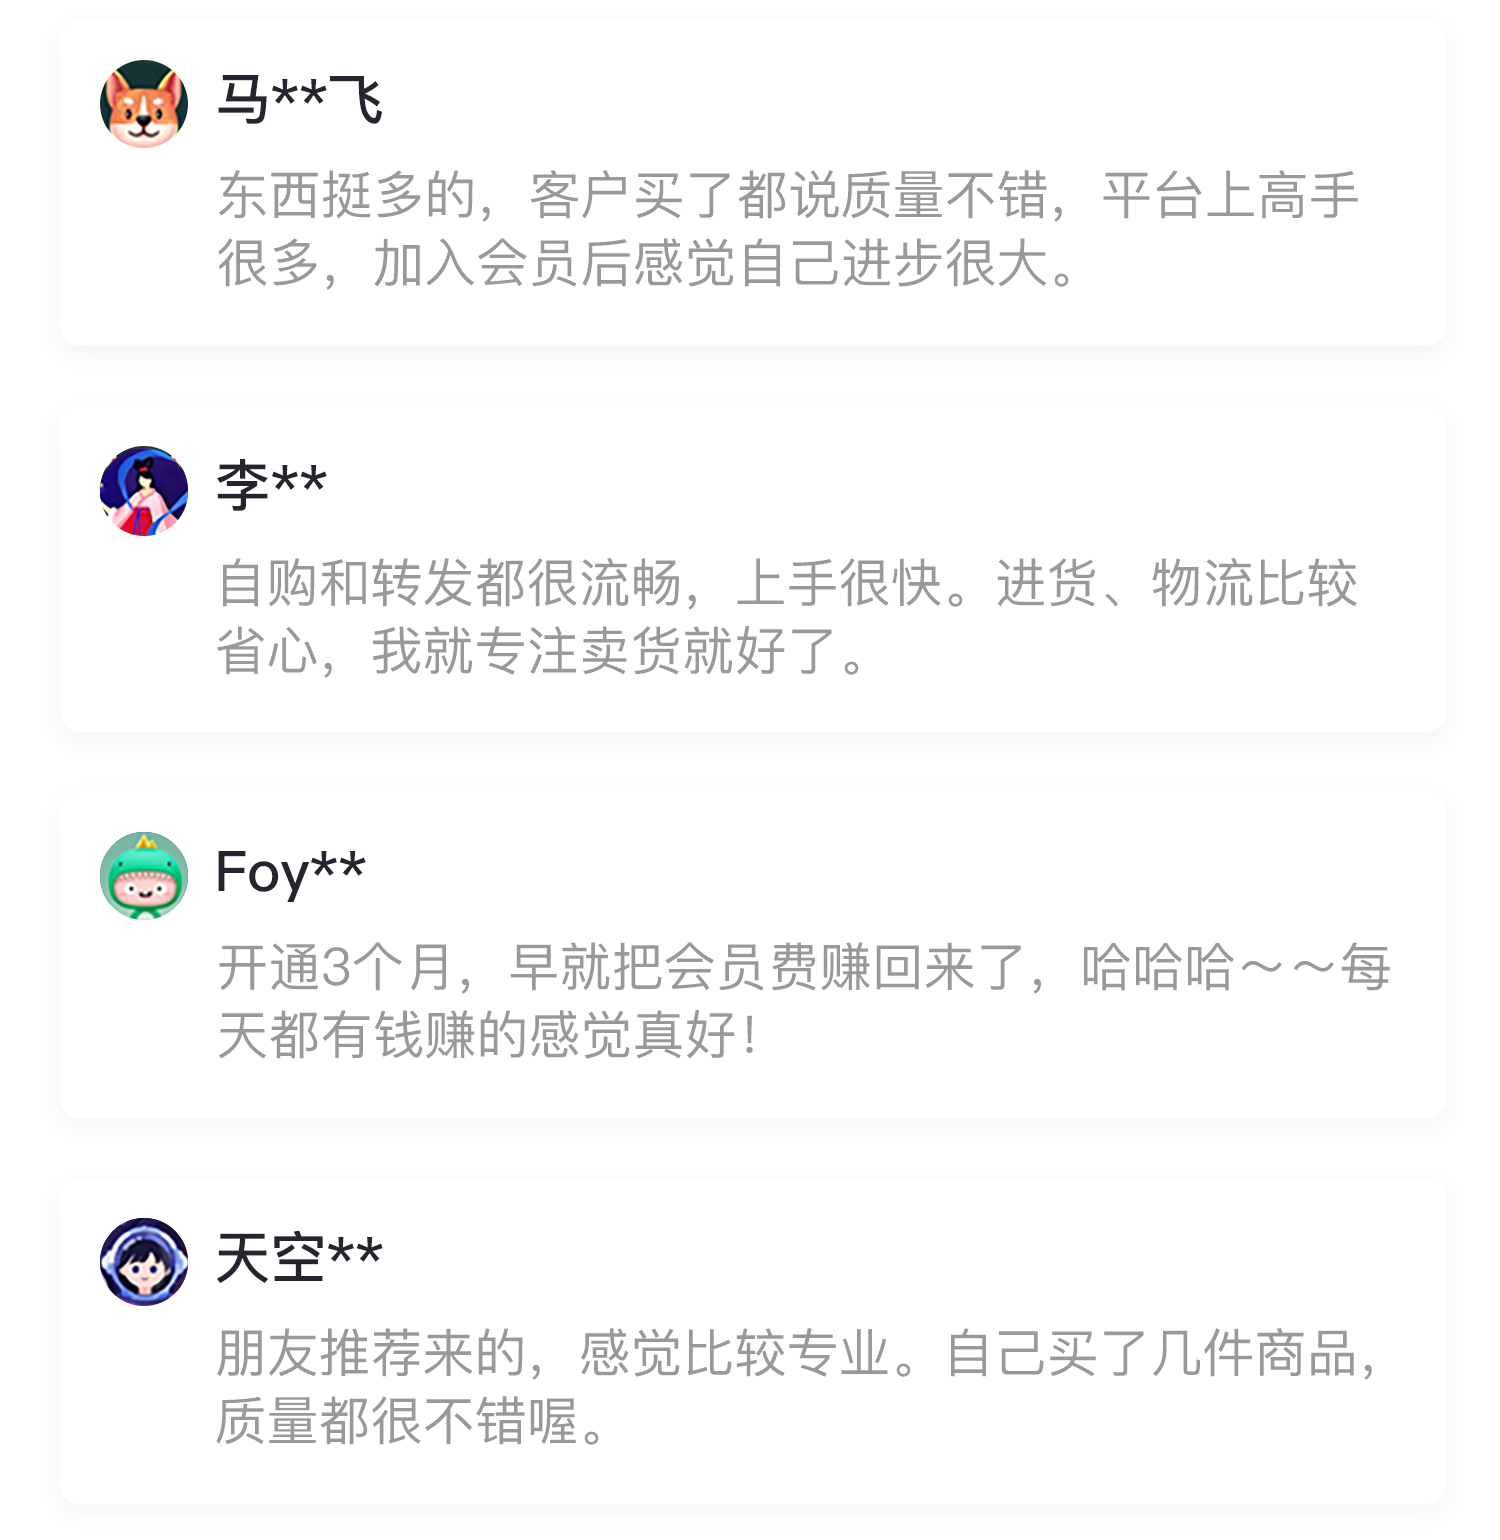 马**飞
东西挺多的，客户买了都说质量不错，平台上高手
很多，加入会员后感觉自己进步很大。
李**
自购和转发都很流畅，上手很快。进货、物流比较
省心，我就专注卖货就好了。
Foy**
开通3个月，早就把会员费赚回来了，哈哈哈～～每
天都有钱赚的感觉真好！
天空**
朋友推荐来的，感觉比较专业。自己买了几件商品，
质量都很不错喔。